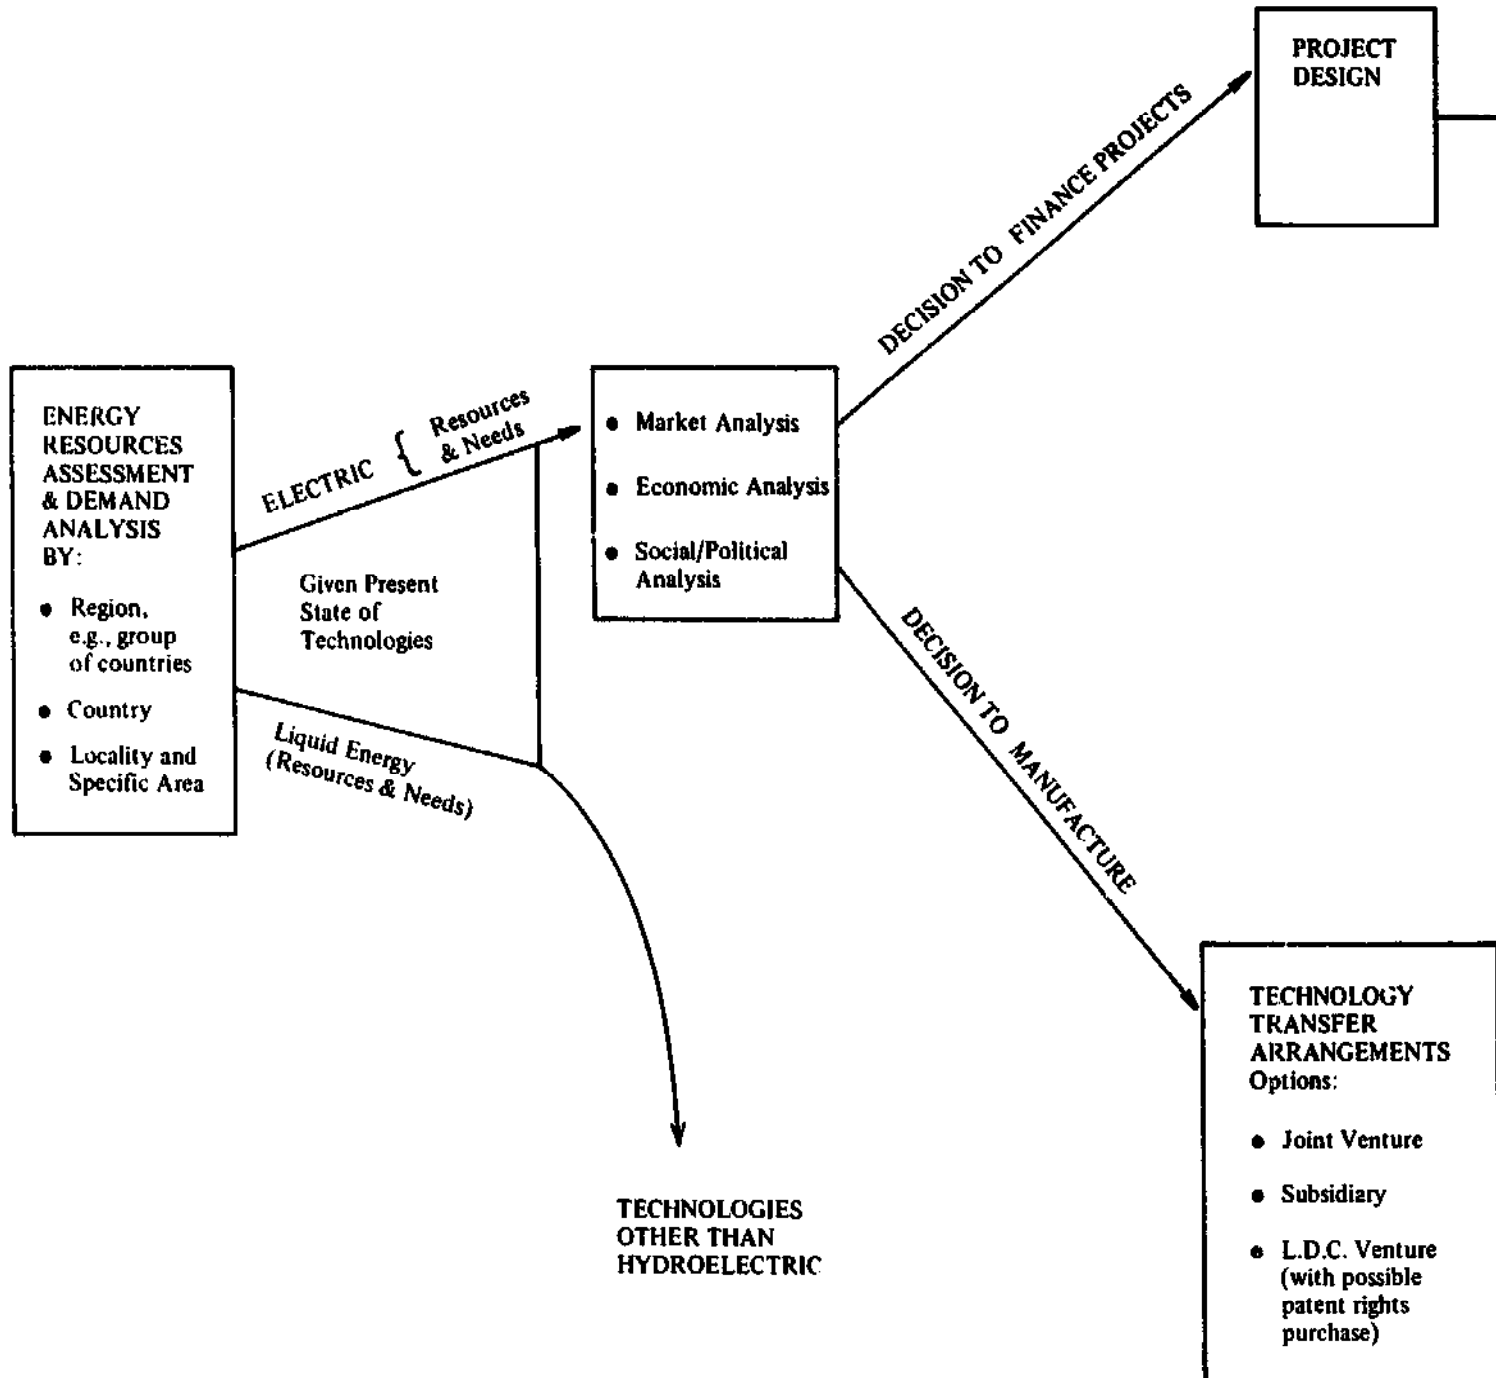 PROJECT
DESIGN
DECISION TO FINANCE PROJECTS
ENERGY
RESOURCES
ASSESSMENT
& DEMAND
ANALYSIS
BY:
• Region,
e.g., group
of countries
• Country
• Locality and
Specific Area
ELECTRIC { Resources
& Needs
Given Present
State of
Technologies
Liquid Energy
(Resources & Needs)
• Market Analysis
• Economic Analysis
• Social/Political
Analysis
DECISION TO MANUFACTURE
TECHNOLOGIES
OTHER THAN
HYDROELECTRIC
TECHNOLOGY
TRANSFER
ARRANGEMENTS
Options:
• Joint Venture
• Subsidiary
• L.D.C. Venture
(with possible
patent rights
purchase)